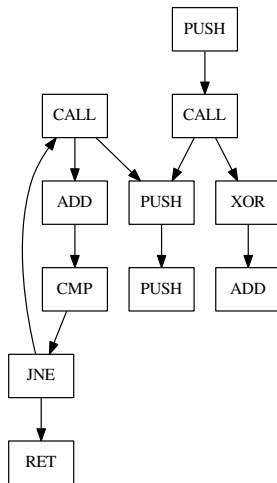 PUSH
CALL CALL
ADD PUSH XOR
CMP PUSH ADD
JNE
RET